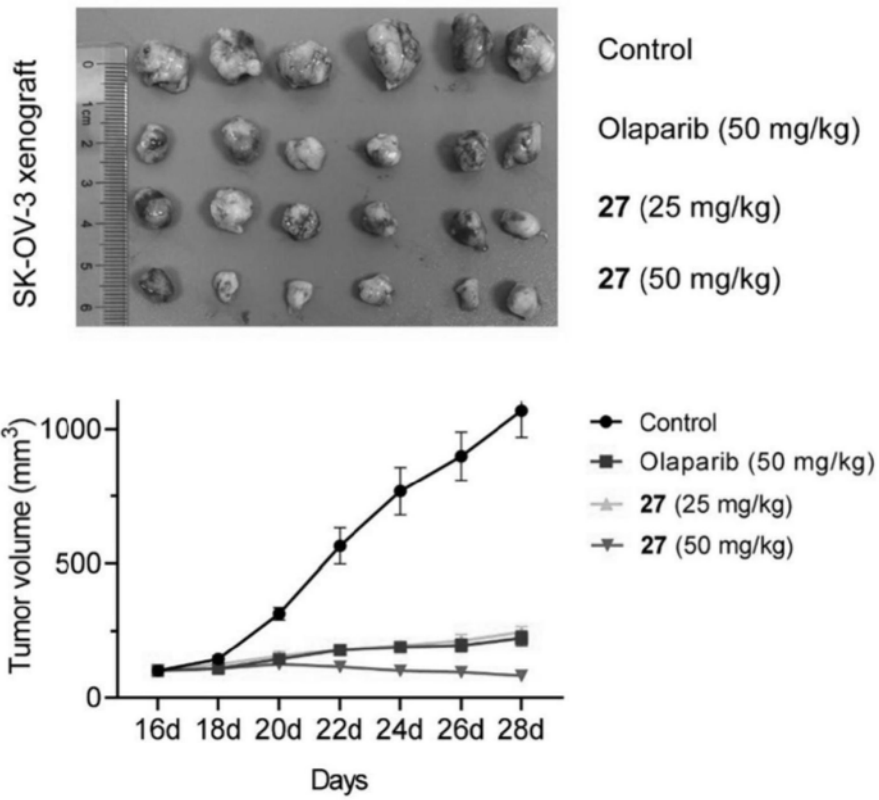 SK-OV-3 xenograft
0
1cm
2
3
4
5
6
Control
Olaparib (50 mg/kg)
27 (25 mg/kg)
27 (50 mg/kg)
Tumor volume (mm³)
1000
500
0
16d 18d 20d 22d 24d 26d 28d
Days
Control
Olaparib (50 mg/kg)
27 (25 mg/kg)
27 (50 mg/kg)